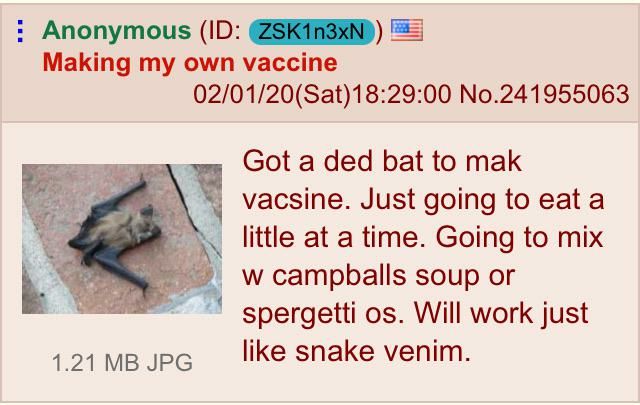 Anonymous (ID: ZSK1n3xN)
Making my own vaccine
02/01/20(Sat)18:29:00 No.241955063
Got a ded bat to mak
vacsine. Just going to eat a
little at a time. Going to mix
w campballs soup or
spergetti os. Will work just
like snake venim.
1.21 MB JPG